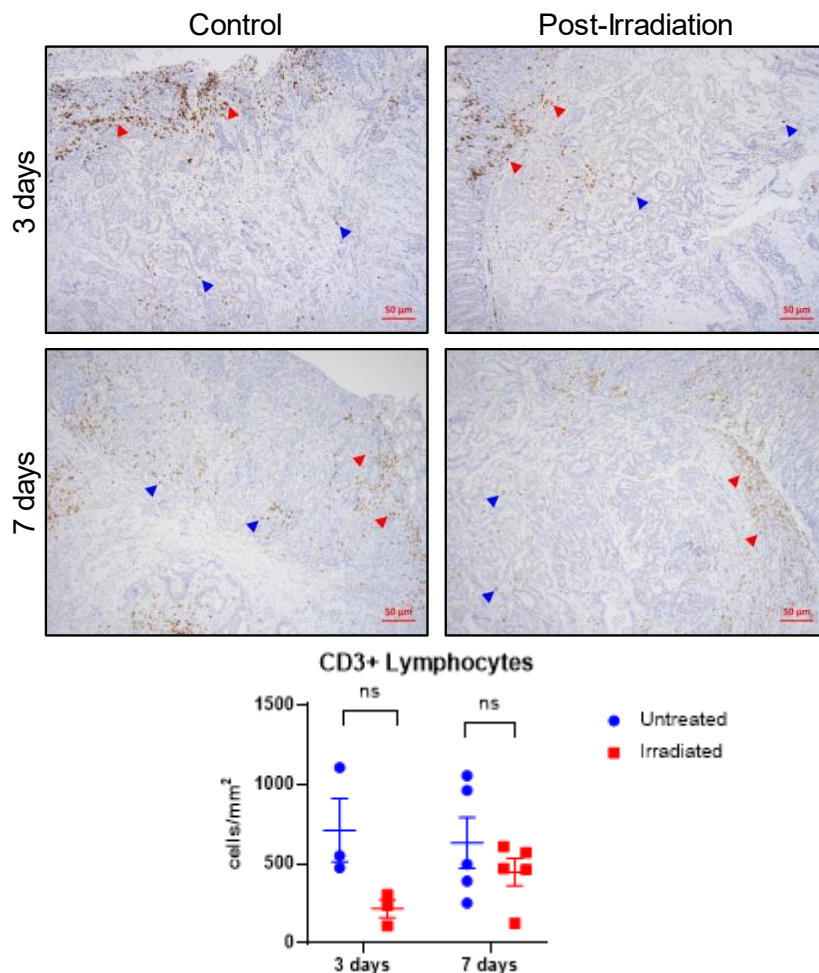 Control Post-Irradiation
3 days
50 µm
50 µm
7 days
50 µm
50 µm
CD3+ Lymphocytes
ns ns
1500
1000
500
0
cells/mm²
Untreated
Irradiated
3 days 7 days